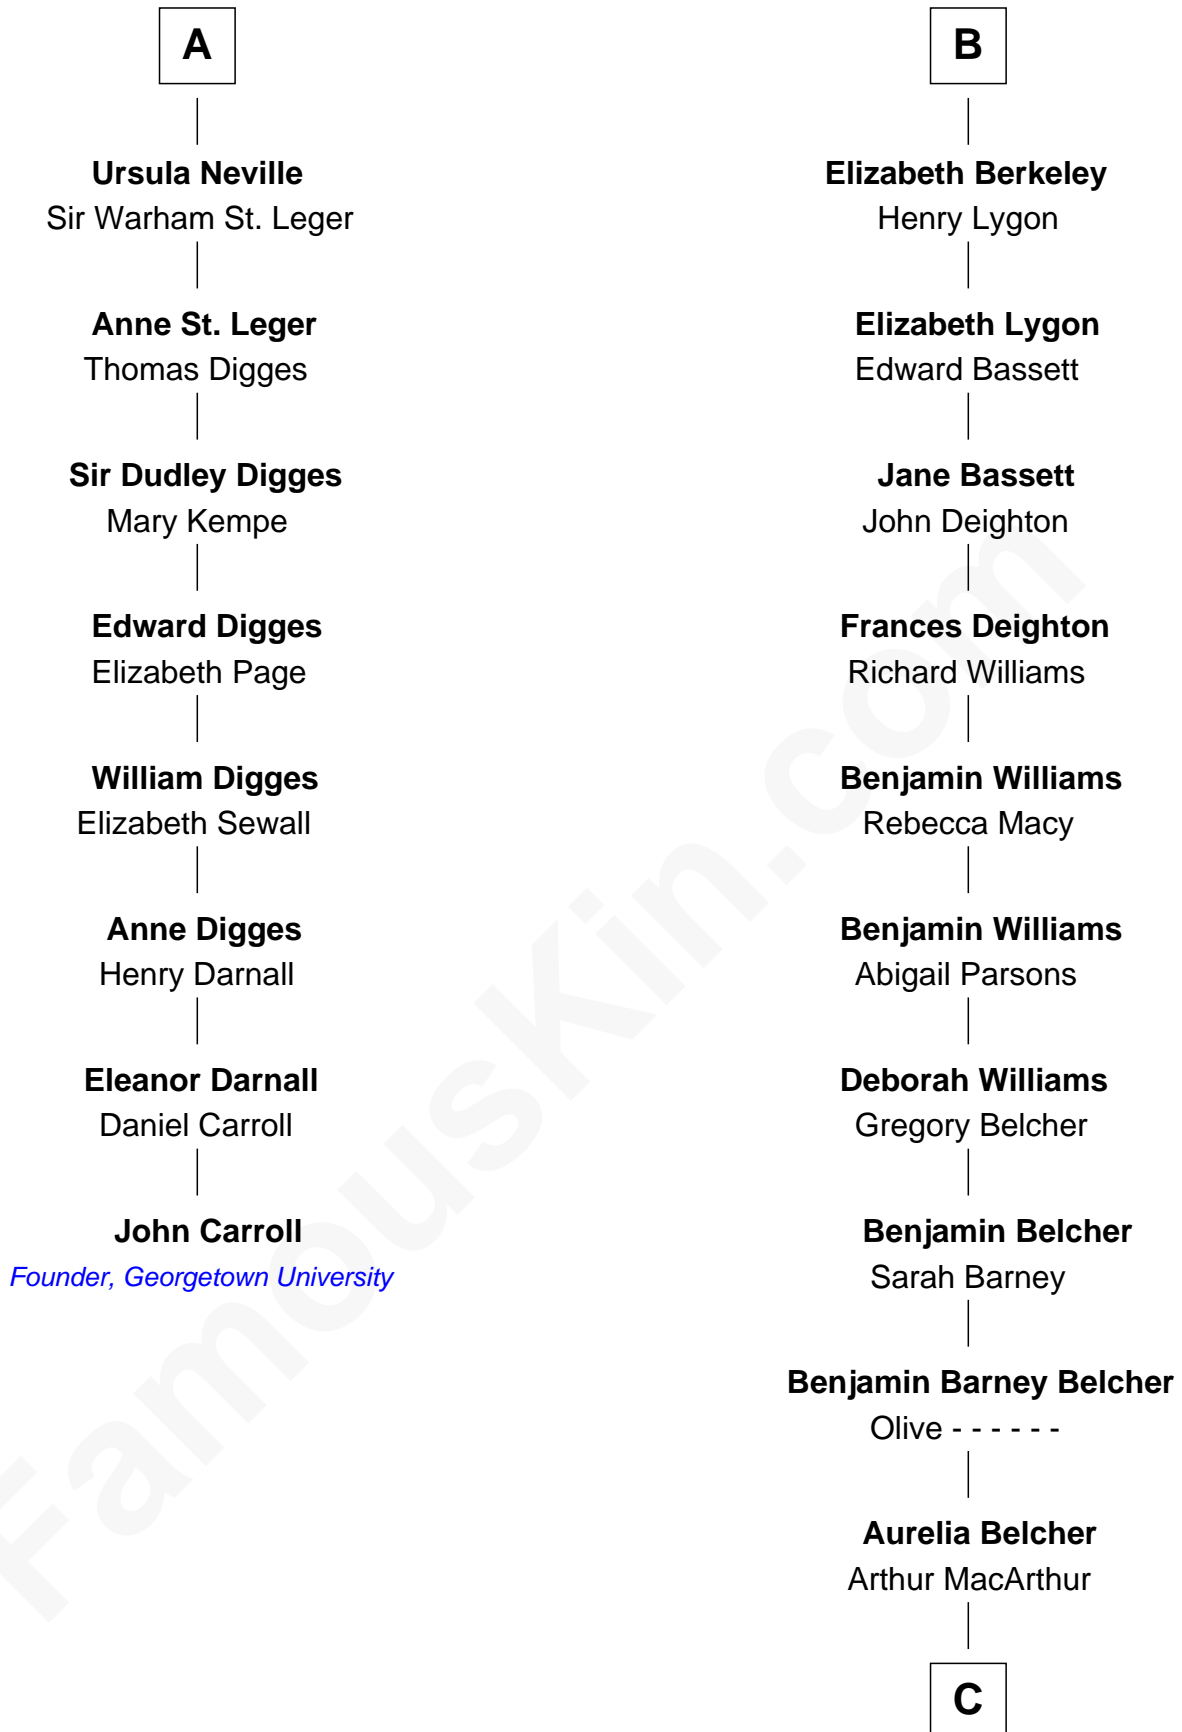 A
Ursula Neville
Sir Warham St. Leger
Anne St. Leger
Thomas Digges
Sir Dudley Digges
Mary Kempe
Edward Digges
Elizabeth Page
William Digges
Elizabeth Sewall
Anne Digges
Henry Darnall
Eleanor Darnall
Daniel Carroll
John Carroll
Founder, Georgetown University
B
Elizabeth Berkeley
Henry Lygon
Elizabeth Lygon
Edward Bassett
Jane Bassett
John Deighton
Frances Deighton
Richard Williams
Benjamin Williams
Rebecca Macy
Benjamin Williams
Abigail Parsons
Deborah Williams
Gregory Belcher
Benjamin Belcher
Sarah Barney
Benjamin Barney Belcher
Olive - - - - - -
Aurelia Belcher
Arthur MacArthur
C
FamousKin.com